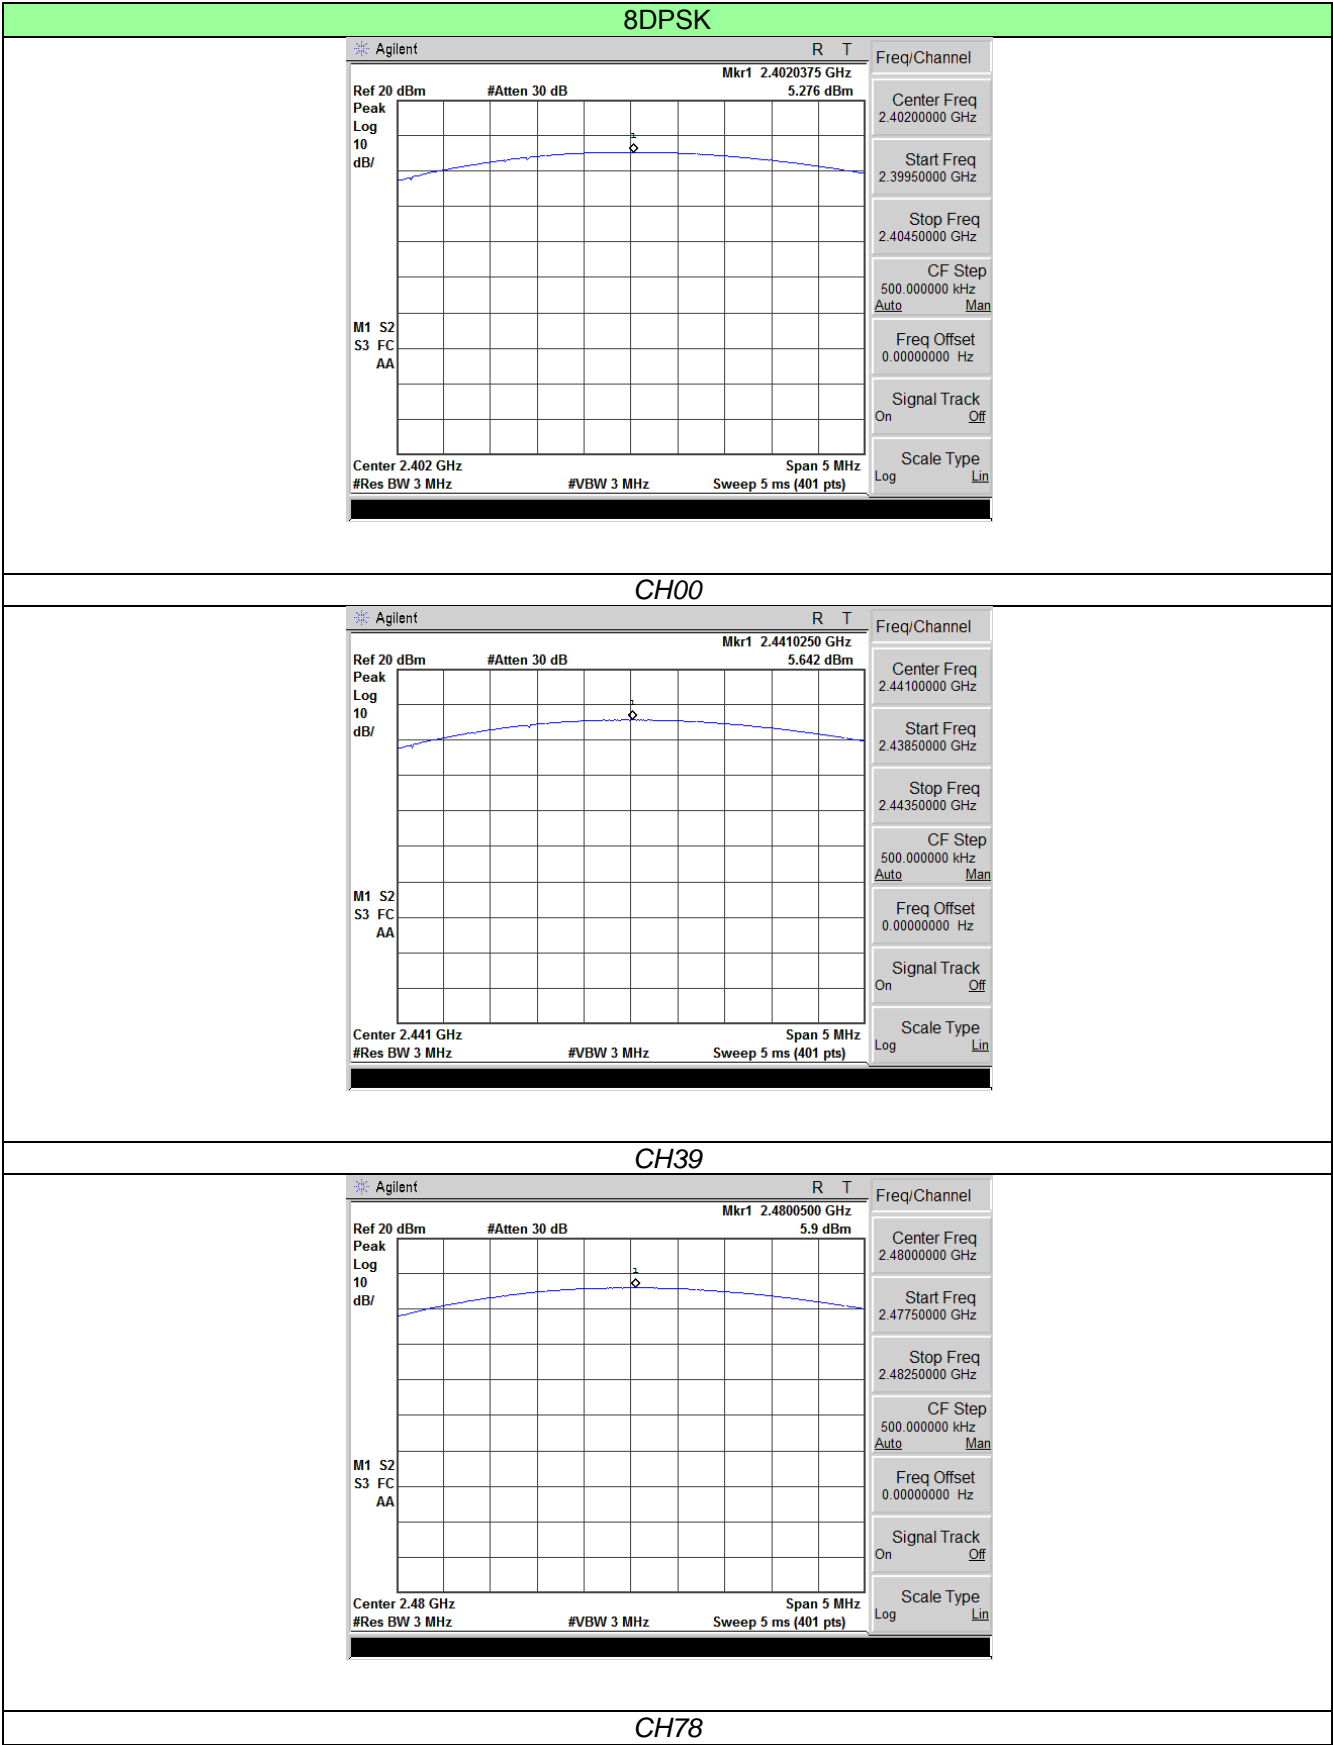 8DPSK
Agilent R T
Freq/Channel
Mkr1 2.4020375 GHz
Ref 20 dBm #Atten 30 dB 5.276 dBm
Peak
Log
10
dB/
1
M1 S2
S3 FC
AA
Center 2.402 GHz Span 5 MHz
#Res BW 3 MHz #VBW 3 MHz Sweep 5 ms (401 pts)
Center Freq
2.40200000 GHz
Start Freq
2.39950000 GHz
Stop Freq
2.40450000 GHz
CF Step
500.000000 kHz
Auto Man
Freq Offset
0.00000000 Hz
Signal Track
On Off
Scale Type
Log Lin
CH00
Agilent R T
Freq/Channel
Mkr1 2.4410250 GHz
Ref 20 dBm #Atten 30 dB 5.642 dBm
Peak
Log
10
dB/
1
M1 S2
S3 FC
AA
Center 2.441 GHz Span 5 MHz
#Res BW 3 MHz #VBW 3 MHz Sweep 5 ms (401 pts)
Center Freq
2.44100000 GHz
Start Freq
2.43850000 GHz
Stop Freq
2.44350000 GHz
CF Step
500.000000 kHz
Auto Man
Freq Offset
0.00000000 Hz
Signal Track
On Off
Scale Type
Log Lin
CH39
Agilent R T
Freq/Channel
Mkr1 2.4800500 GHz
Ref 20 dBm #Atten 30 dB 5.9 dBm
Peak
Log
10
dB/
1
M1 S2
S3 FC
AA
Center 2.48 GHz Span 5 MHz
#Res BW 3 MHz #VBW 3 MHz Sweep 5 ms (401 pts)
Center Freq
2.48000000 GHz
Start Freq
2.47750000 GHz
Stop Freq
2.48250000 GHz
CF Step
500.000000 kHz
Auto Man
Freq Offset
0.00000000 Hz
Signal Track
On Off
Scale Type
Log Lin
CH78